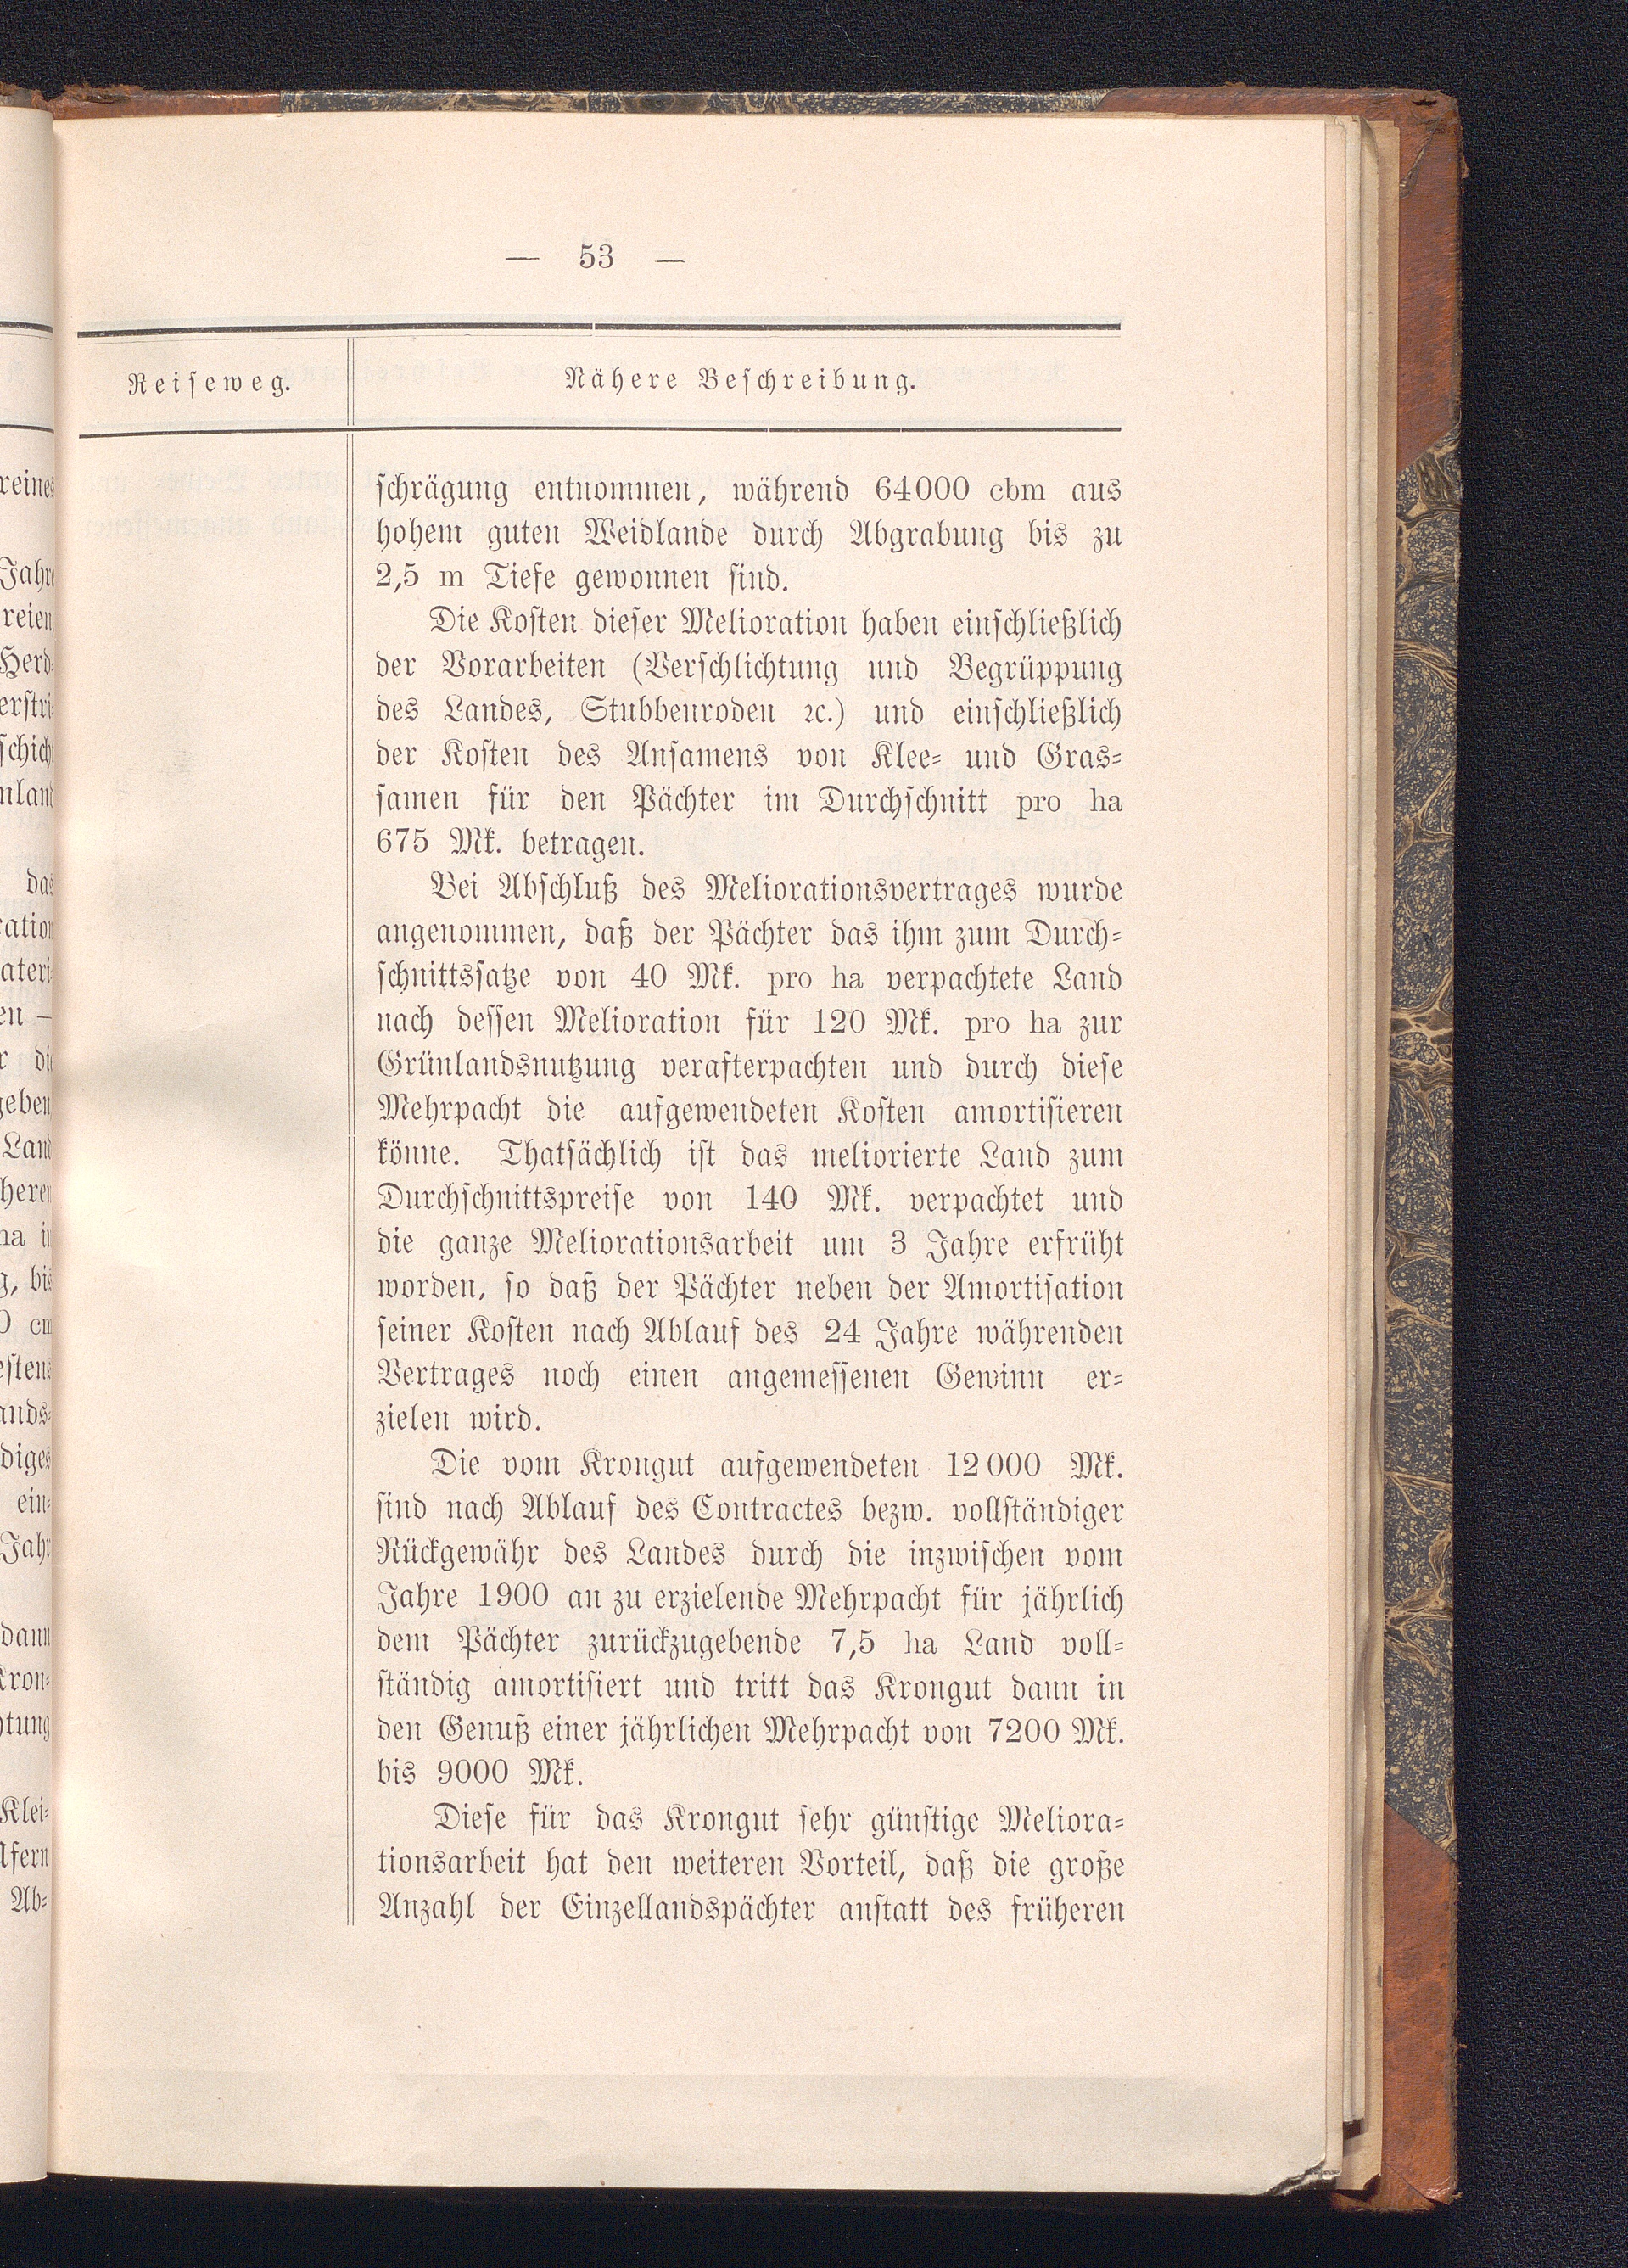 — 53 —
Reiseweg.
Nähere Beschreibung.
schrägung entnommen, während 64000 cbm aus
hohem guten Weidlande durch Abgrabung bis zu
2,5 m Tiefe gewonnen sind.
Die Kosten dieser Melioration haben einschließlich
der Vorarbeiten (Verschlichtung und Begrüppung
des Landes, Stubbenroden ꝛc.) und einschließlich
der Kosten des Ansamens von Klee- und Gras-
samen für den Pächter im Durchschnitt pro ha
675 Mk. betragen.
Bei Abschluß des Meliorationsvertrages wurde
angenommen, daß der Pächter das ihm zum Durch-
schnittssatze von 40 Mk. pro ha verpachtete Land
nach dessen Melioration für 120 Mk. pro ha zur
Grünlandsnutzung verafterpachten und durch diese
Mehrpacht die aufgewendeten Kosten amortisieren
könne. Thatsächlich ist das meliorierte Land zum
Durchschnittspreise von 140 Mk. verpachtet und
die ganze Meliorationsarbeit um 3 Jahre erfrüht
worden, so daß der Pächter neben der Amortisation
seiner Kosten nach Ablauf des 24 Jahre währenden
Vertrages noch einen angemessenen Gewinn er-
zielen wird.
Die vom Krongut aufgewendeten 12000 Mk.
sind nach Ablauf des Contractes bezw. vollständiger
Rückgewähr des Landes durch die inzwischen vom
Jahre 1900 an zu erzielende Mehrpacht für jährlich
dem Pächter zurückzugebende 7,5 ha Land voll-
ständig amortisiert und tritt das Krongut dann in
den Genuß einer jährlichen Mehrpacht von 7200 Mk.
bis 9000 Mk.
Diese für das Krongut sehr günstige Meliora-
tionsarbeit hat den weiteren Vorteil, daß die große
Anzahl der Einzellandspächter anstatt des früheren